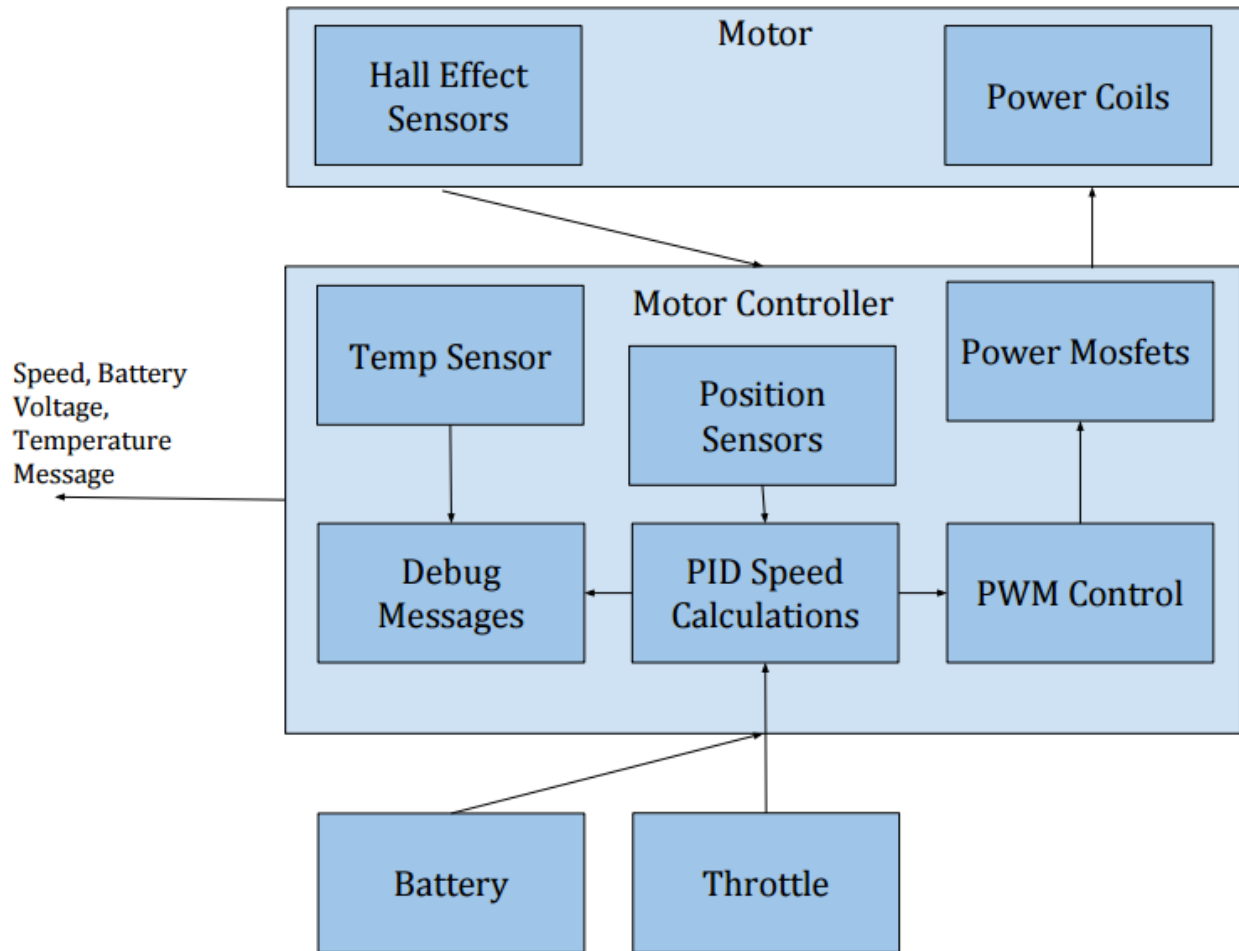 Motor
Hall Effect
Sensors
Power Coils
Motor Controller
Temp Sensor
Position
Sensors
Power Mosfets
Speed, Battery
Voltage,
Temperature
Message
Debug
Messages
PID Speed
Calculations
PWM Control
Battery
Throttle